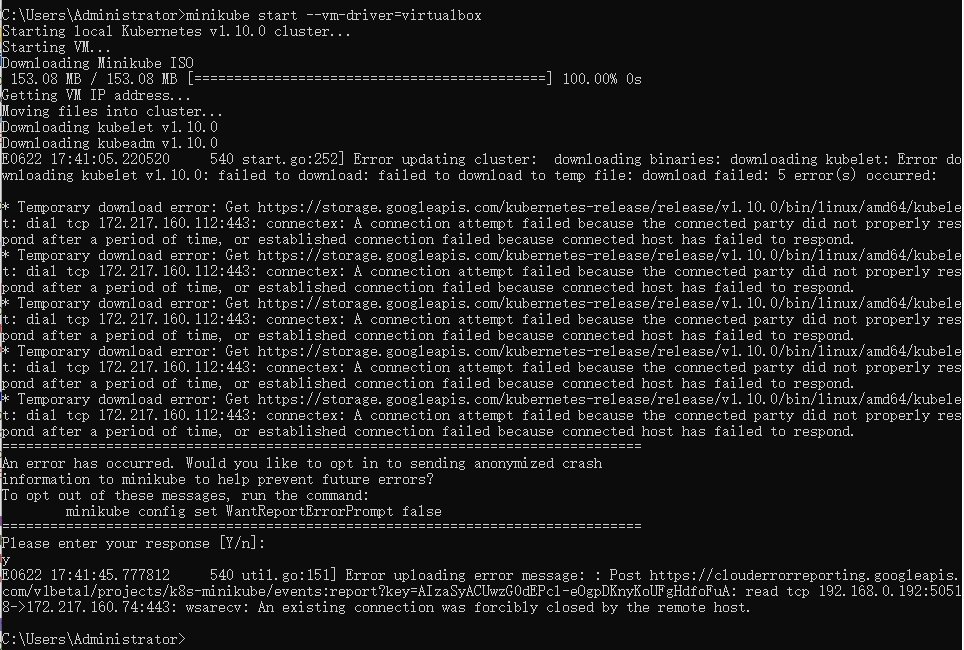 C:\Users\Administrator>minikube start --vm-driver=virtualbox
Starting local Kubernetes v1.10.0 cluster...
Starting VM...
Downloading Minikube ISO
 153.08 MB / 153.08 MB [============================================] 100.00% 0s
Getting VM IP address...
Moving files into cluster...
Downloading kubelet v1.10.0
Downloading kubeadm v1.10.0
E0622 17:41:05.220520     540 start.go:252] Error updating cluster:  downloading binaries: downloading kubelet: Error do
wnloading kubelet v1.10.0: failed to download: failed to download to temp file: download failed: 5 error(s) occurred:
* Temporary download error: Get https://storage.googleapis.com/kubernetes-release/release/v1.10.0/bin/linux/amd64/kubele
t: dial tcp 172.217.160.112:443: connectex: A connection attempt failed because the connected party did not properly res
pond after a period of time, or established connection failed because connected host has failed to respond.
* Temporary download error: Get https://storage.googleapis.com/kubernetes-release/release/v1.10.0/bin/linux/amd64/kubele
t: dial tcp 172.217.160.112:443: connectex: A connection attempt failed because the connected party did not properly res
pond after a period of time, or established connection failed because connected host has failed to respond.
* Temporary download error: Get https://storage.googleapis.com/kubernetes-release/release/v1.10.0/bin/linux/amd64/kubele
t: dial tcp 172.217.160.112:443: connectex: A connection attempt failed because the connected party did not properly res
pond after a period of time, or established connection failed because connected host has failed to respond.
* Temporary download error: Get https://storage.googleapis.com/kubernetes-release/release/v1.10.0/bin/linux/amd64/kubele
t: dial tcp 172.217.160.112:443: connectex: A connection attempt failed because the connected party did not properly res
pond after a period of time, or established connection failed because connected host has failed to respond.
* Temporary download error: Get https://storage.googleapis.com/kubernetes-release/release/v1.10.0/bin/linux/amd64/kubele
t: dial tcp 172.217.160.112:443: connectex: A connection attempt failed because the connected party did not properly res
pond after a period of time, or established connection failed because connected host has failed to respond.
================================================================================
An error has occurred. Would you like to opt in to sending anonymized crash
information to minikube to help prevent future errors?
To opt out of these messages, run the command:
        minikube config set WantReportErrorPrompt false
================================================================================
Please enter your response [Y/n]:
y
E0622 17:41:45.777812     540 util.go:151] Error uploading error message: : Post https://clouderrorreporting.googleapis.
com/v1beta1/projects/k8s-minikube/events:report?key=AIzaSyACUwzG0dEPcl-eOgpDKnyKoUFgHdfoFuA: read tcp 192.168.0.192:5051
8->172.217.160.74:443: wsarecv: An existing connection was forcibly closed by the remote host.
C:\Users\Administrator>